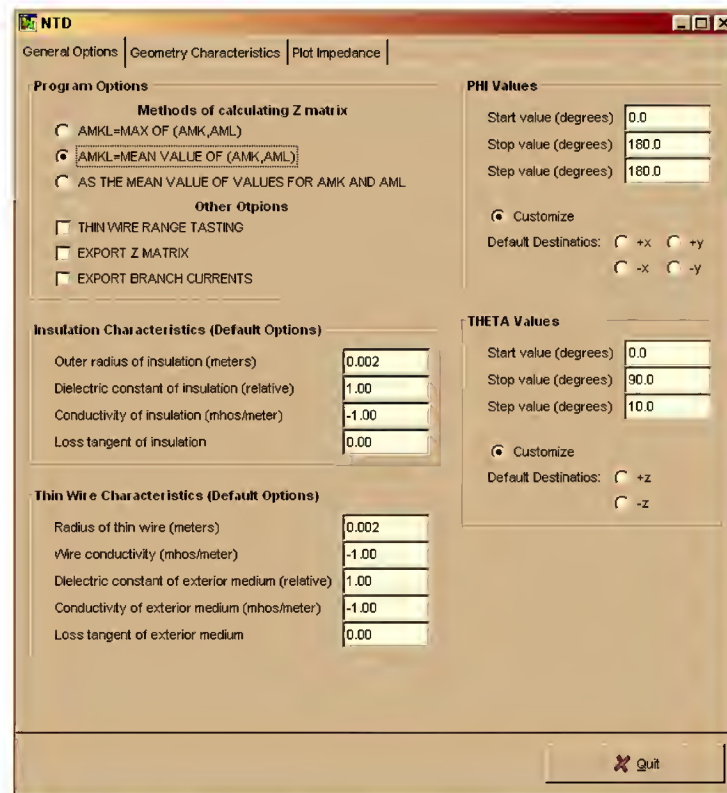 NTD
General Options
Geometry Characteristics
Plot Impedance
Program Options
Methods of calculating Z matrix
AMKL=MAX OF (AMK,AML)
AMKL=MEAN VALUE OF (AMK,AML)
AS THE MEAN VALUE OF VALUES FOR AMK AND AML
Other Otpions
THIN WIRE RANGE TASTING
EXPORT Z MATRIX
EXPORT BRANCH CURRENTS
Insulation Characteristics (Default Options)
Outer radius of insulation (meters) 0.002
Dielectric constant of insulation (relative) 1.00
Conductivity of insulation (mhos/meter) -1.00
Loss tangent of insulation 0.00
Thin Wire Characteristics (Default Options)
Radius of thin wire (meters) 0.002
Wire conductivity (mhos/meter) -1.00
Dielectric constant of exterior medium (relative) 1.00
Conductivity of exterior medium (mhos/meter) -1.00
Loss tangent of exterior medium 0.00
PHI Values
Start value (degrees) 0.0
Stop value (degrees) 180.0
Step value (degrees) 180.0
Customize
Default Destinatios: +x +y
-x -y
THETA Values
Start value (degrees) 0.0
Stop value (degrees) 90.0
Step value (degrees) 10.0
Customize
Default Destinatios: +z
-z
Quit